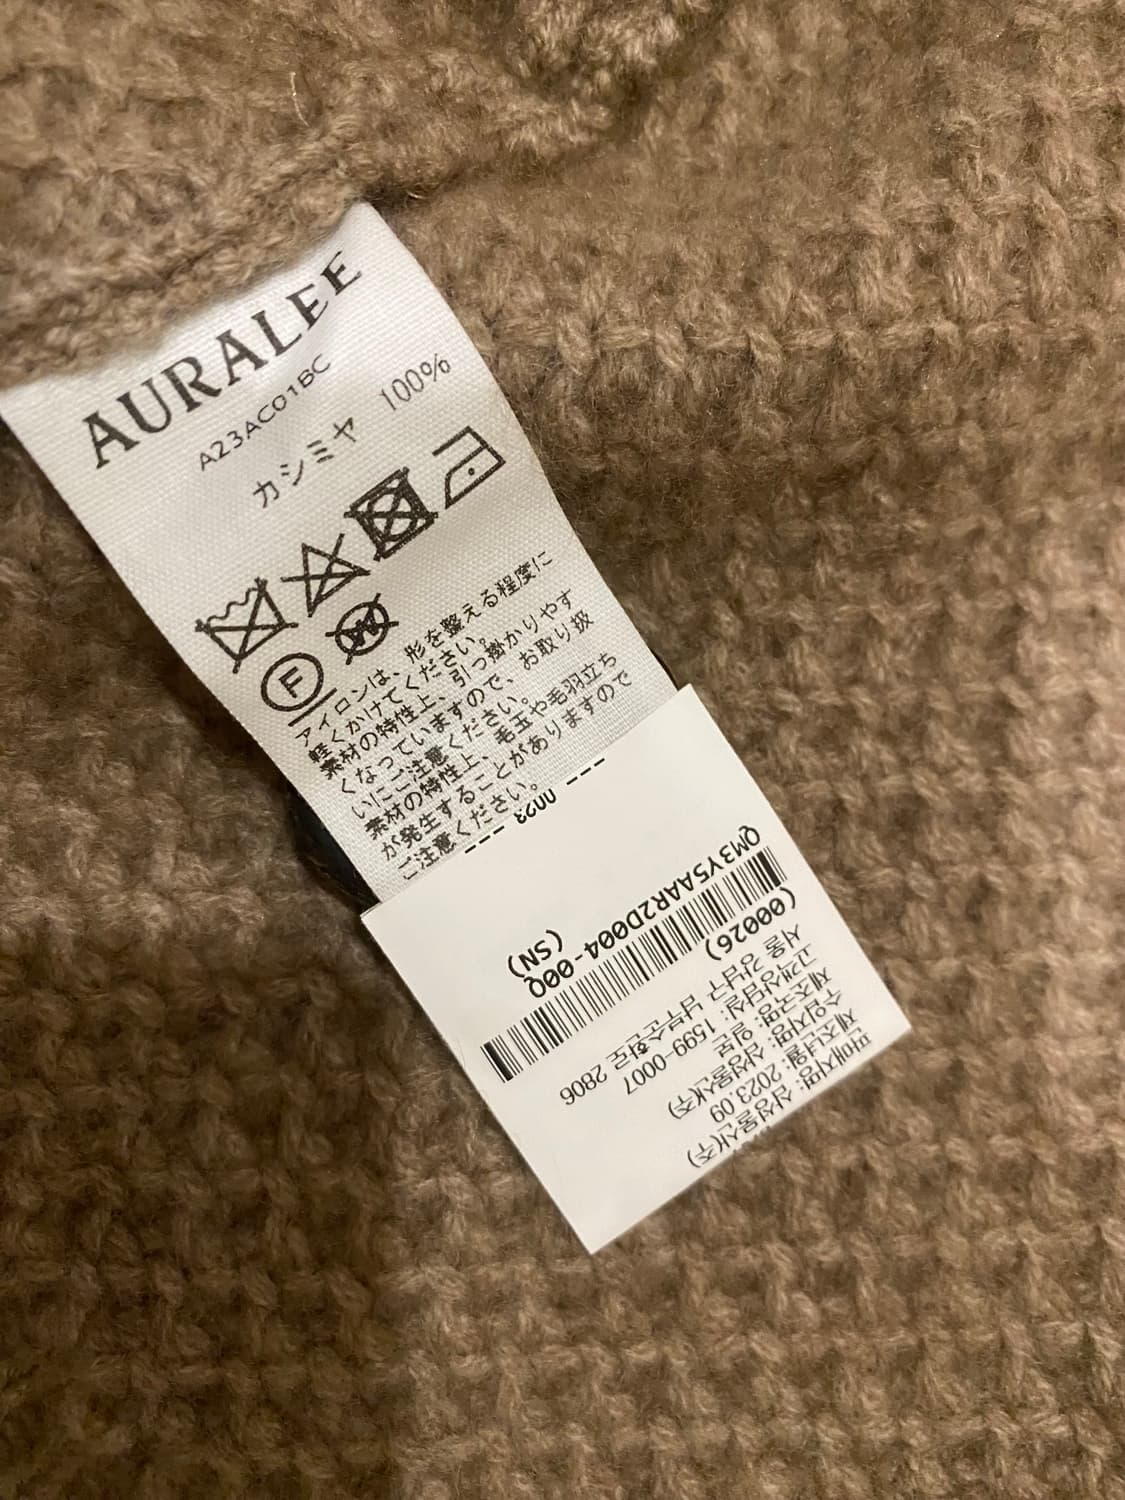 AURALEE
A23AC01BC
カシミヤ 100%
F
W
アイロンは、形を整える程度に
軽くかけてください。
素材の特性上、引っ掛かりやす
くなっていますので、お取り扱
いにご注意ください。
素材の特性上、毛玉や毛羽立ち
が発生することがありますので
ご注意ください。
판매자명: 삼성물산(주)
제조년월: 2023.09
수입자명: 삼성물산(주)
제조국명: 일본
고객상담실: 1599-0007
서울 강남구 남부순환로 2806
(00026)
QM3Y5AAR2D004-00Q
(SN)